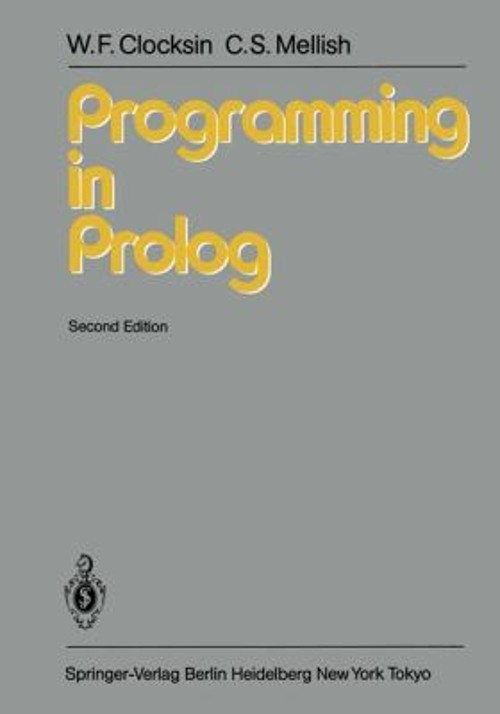 W.F. Clocksin C.S. Mellish
Programming
in
Prolog
Second Edition
Springer-Verlag Berlin Heidelberg New York Tokyo